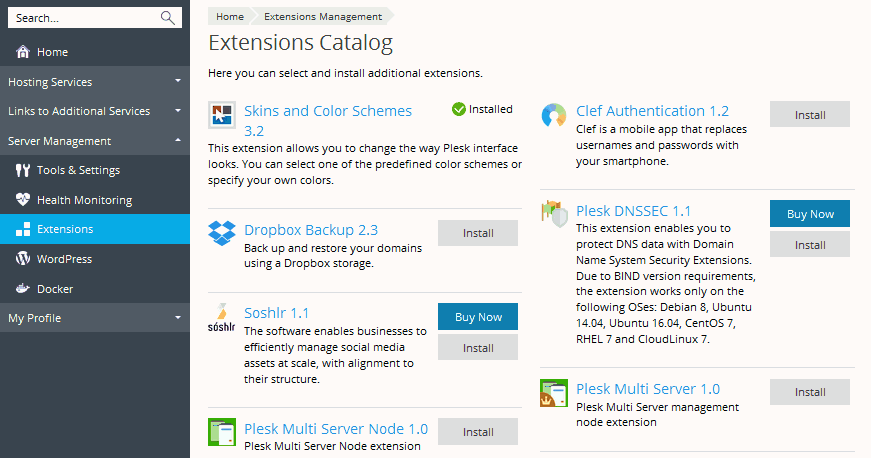 Search...
Home
Hosting Services
Links to Additional Services
Server Management
Tools & Settings
Health Monitoring
Extensions
WordPress
Docker
My Profile
Home
Extensions Management
Extensions Catalog
Here you can select and install additional extensions.
Skins and Color Schemes
3.2
Installed
This extension allows you to change the way Plesk interface
looks. You can select one of the predefined color schemes or
specify your own colors.
Dropbox Backup 2.3
Install
Back up and restore your domains
using a Dropbox storage.
sóshlr
Soshlr 1.1
Buy Now
The software enables businesses to
efficiently manage social media
assets at scale, with alignment to
their structure.
Install
Plesk Multi Server Node 1.0
Install
Plesk Multi Server Node extension
Clef Authentication 1.2
Install
Clef is a mobile app that replaces
usernames and passwords with
your smartphone.
Plesk DNSSEC 1.1
Buy Now
This extension enables you to
protect DNS data with Domain
Name System Security Extensions.
Due to BIND version requirements,
the extension works only on the
following OSes: Debian 8, Ubuntu
14.04, Ubuntu 16.04, CentOS 7,
RHEL 7 and CloudLinux 7.
Install
Plesk Multi Server 1.0
Install
Plesk Multi Server management
node extension